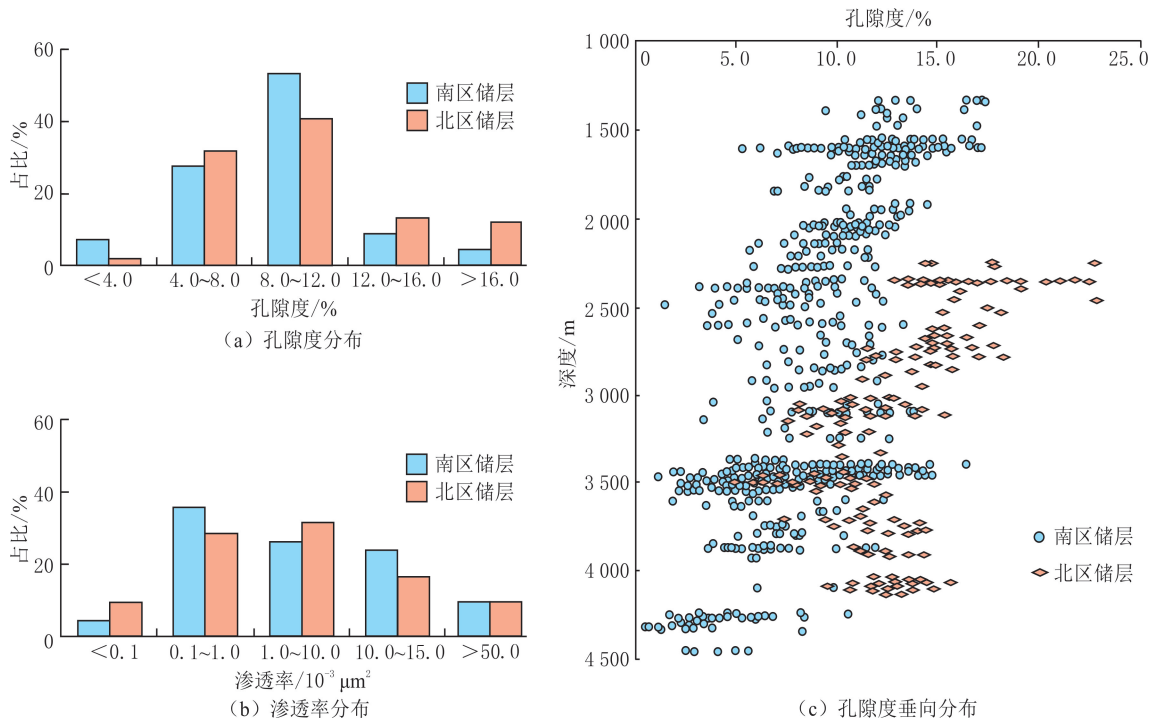 60
40
20
0
占比/%
南区储层
北区储层
<4.0
4.0~8.0
8.0~12.0
12.0~16.0
>16.0
孔隙度/%
(a) 孔隙度分布
60
40
20
0
占比/%
南区储层
北区储层
<0.1
0.1~1.0
1.0~10.0
10.0~15.0
>50.0
渗透率/10⁻³ μm²
(b) 渗透率分布
孔隙度/%
0
5.0
10.0
15.0
20.0
25.0
1 000
1 500
2 000
2 500
3 000
3 500
4 000
4 500
深度/m
南区储层
北区储层
(c) 孔隙度垂向分布